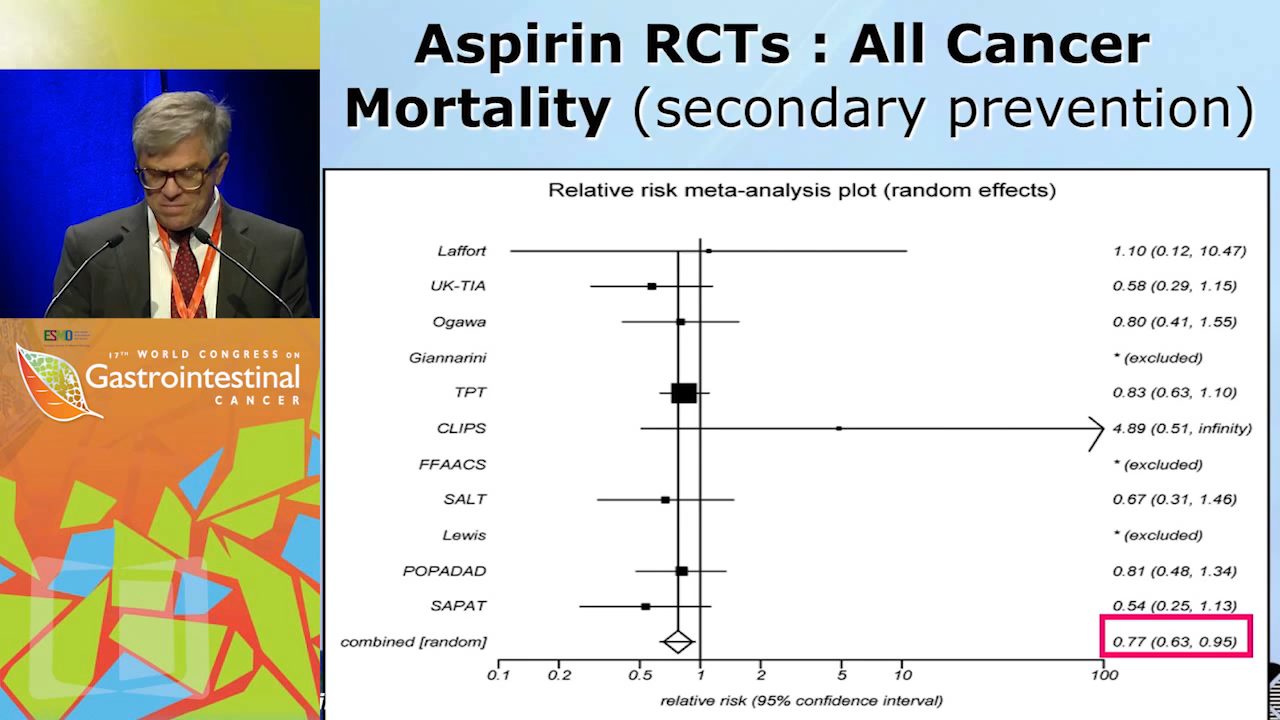 Aspirin RCTs : All Cancer
Mortality (secondary prevention)
Relative risk meta-analysis plot (random effects)
Laffort 1.10 (0.12, 10.47)
UK-TIA 0.58 (0.29, 1.15)
Ogawa 0.80 (0.41, 1.55)
Giannarini * (excluded)
TPT 0.83 (0.63, 1.10)
CLIPS 4.89 (0.51, infinity)
FFAACS * (excluded)
SALT 0.67 (0.31, 1.46)
Lewis * (excluded)
POPADAD 0.81 (0.48, 1.34)
SAPAT 0.54 (0.25, 1.13)
combined [random] 0.77 (0.63, 0.95)
0.1 0.2 0.5 1 2 5 10 100
relative risk (95% confidence interval)
ESMO
17TH WORLD CONGRESS ON
Gastrointestinal
CANCER